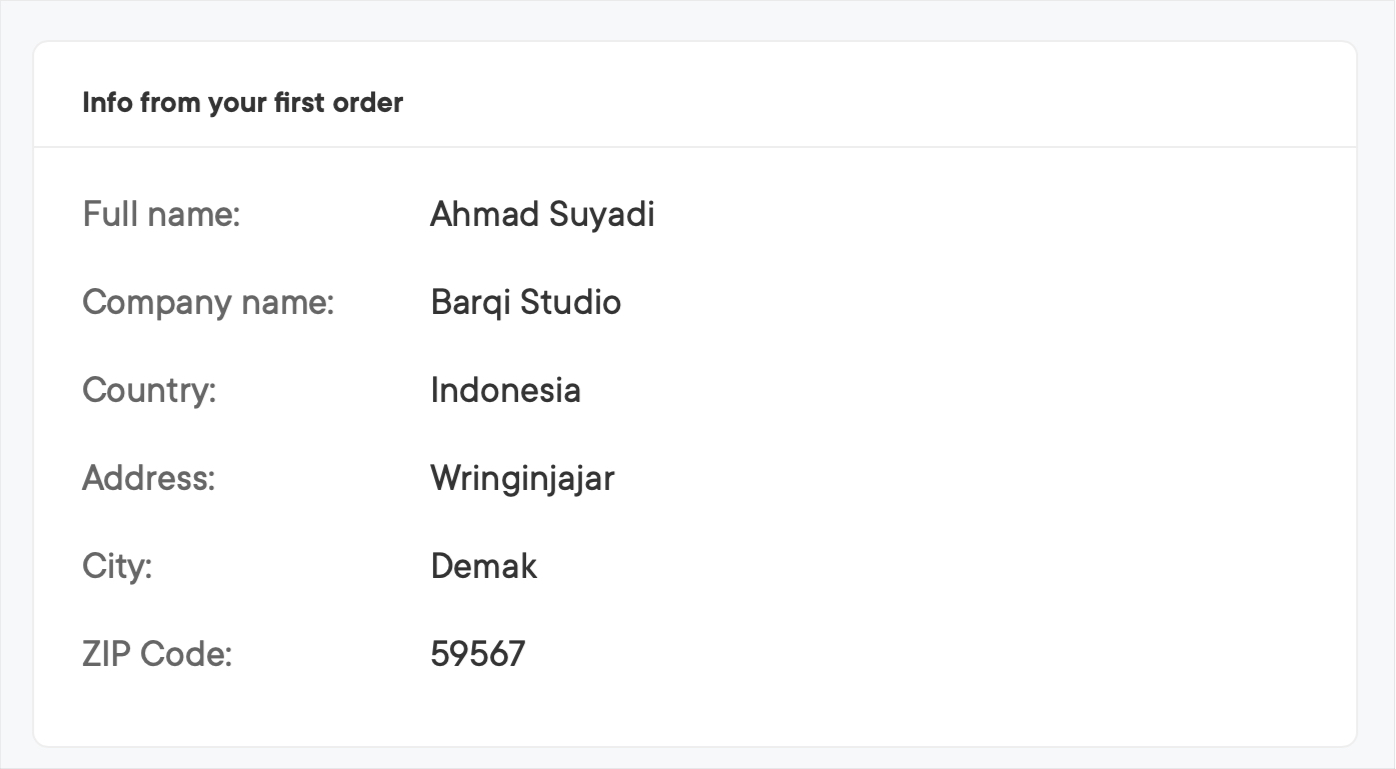 Info from your first order
Full name: Ahmad Suyadi
Company name: Barqi Studio
Country: Indonesia
Address: Wringinjajar
City: Demak
ZIP Code: 59567